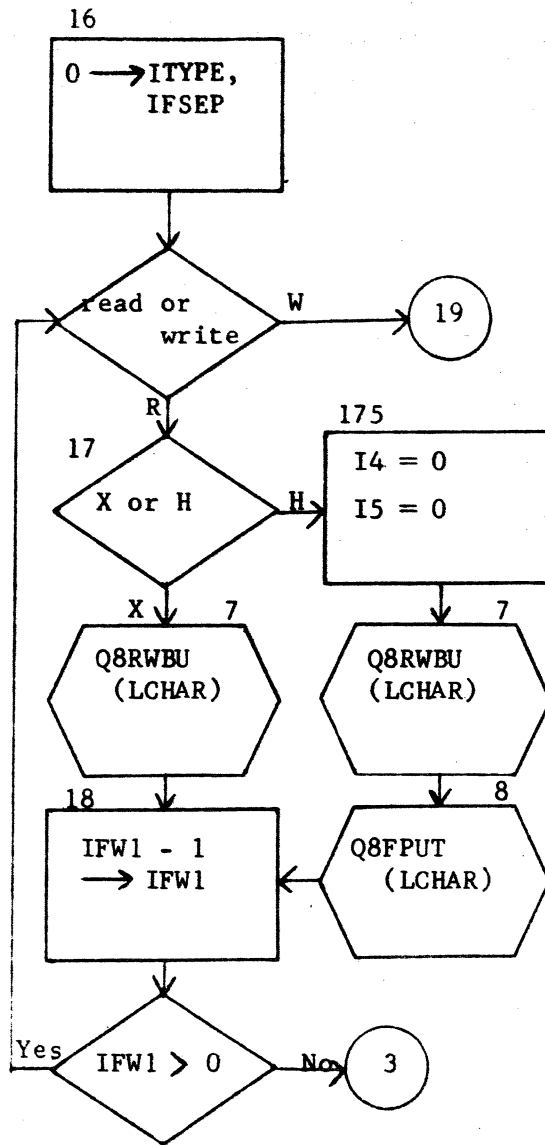 16
0 → ITYPE,
IFSEP
read or
write
W
19
R
17
X or H
H
175
I4 = 0
I5 = 0
X
7
Q8RWBU
(LCHAR)
7
Q8RWBU
(LCHAR)
18
IFW1 - 1
→ IFW1
8
Q8FPUT
(LCHAR)
Yes
IFW1 > 0
No
3